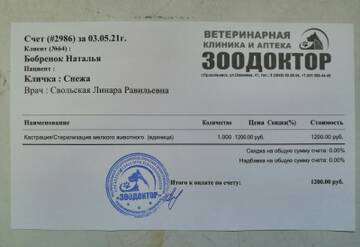 Счет (#2986) за 03.05.21г.
Клиент (№664) :
Бобренок Наталья
Пациент :
Кличка : Снежа
Врач : Свольская Линара Равильевна
ВЕТЕРИНАРНАЯ
КЛИНИКА И АПТЕКА
ЗООДОКТОР
Наименование Количество Цена Скидка(%) Стоимость
Кастрация/Стерилизация мелкого животного (единица) 1.000 1200.00 руб. 1200.00 руб.
Скидка на общую сумму счета: 0.00%
Надбавка на общую сумму счета: 0.00%
Итого к оплате по счету: 1200.00 руб.
ЗООДОКТОР